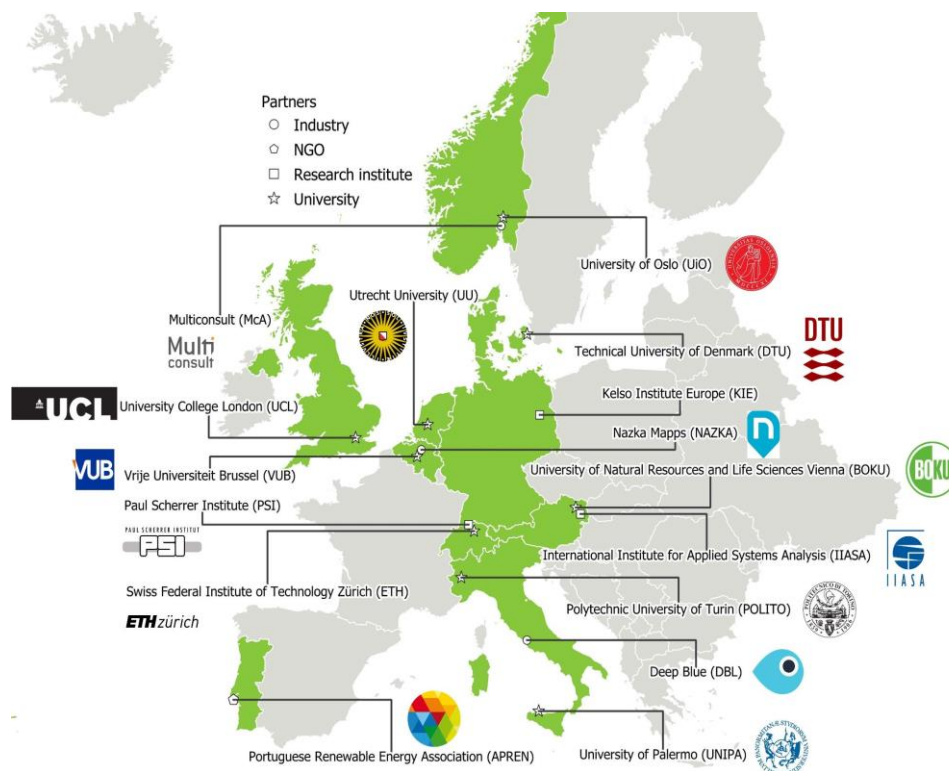 Partners
Industry
NGO
Research institute
University
University of Oslo (UiO)
Utrecht University (UU)
Multiconsult (McA)
Multi
consult
Technical University of Denmark (DTU)
DTU
Kelso Institute Europe (KIE)
UCL
University College London (UCL)
Nazka Mapps (NAZKA)
n
VUB
Vrije Universiteit Brussel (VUB)
University of Natural Resources and Life Sciences Vienna (BOKU)
BOKU
Paul Scherrer Institute (PSI)
PAUL SCHERRER INSTITUT
PSI
International Institute for Applied Systems Analysis (IIASA)
IIASA
Swiss Federal Institute of Technology Zürich (ETH)
ETH zürich
Polytechnic University of Turin (POLITO)
Deep Blue (DBL)
Portuguese Renewable Energy Association (APREN)
University of Palermo (UNIPA)